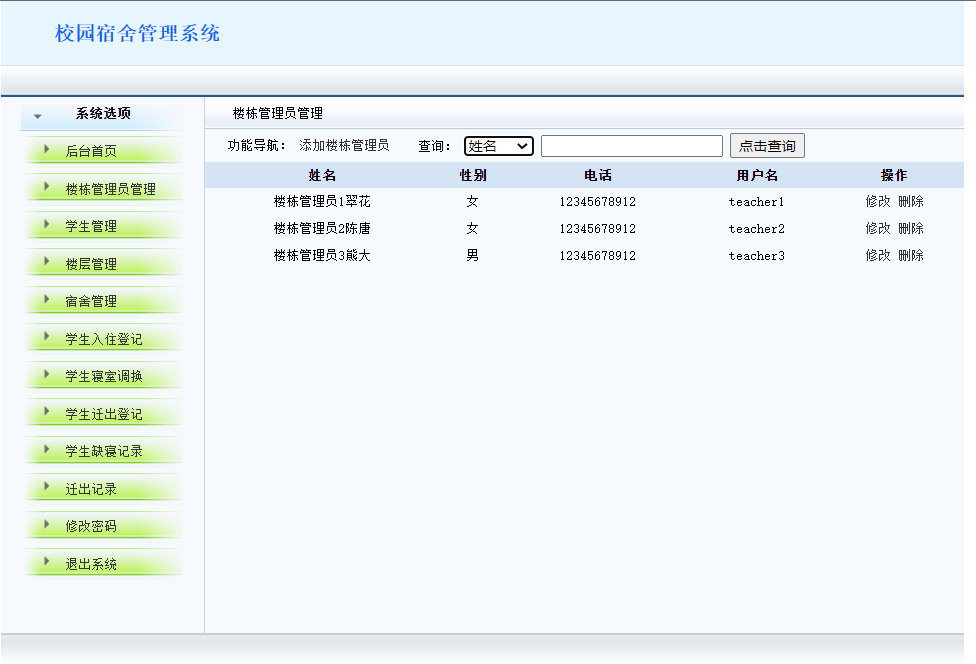 校园宿舍管理系统
系统选项
后台首页
楼栋管理员管理
学生管理
楼层管理
宿舍管理
学生入住登记
学生寝室调换
学生迁出登记
学生缺寝记录
迁出记录
修改密码
退出系统
楼栋管理员管理
功能导航： 添加楼栋管理员 查询： 姓名 点击查询
姓名 性别 电话 用户名 操作
楼栋管理员1翠花 女 12345678912 teacher1 修改 删除
楼栋管理员2陈唐 女 12345678912 teacher2 修改 删除
楼栋管理员3熊大 男 12345678912 teacher3 修改 删除